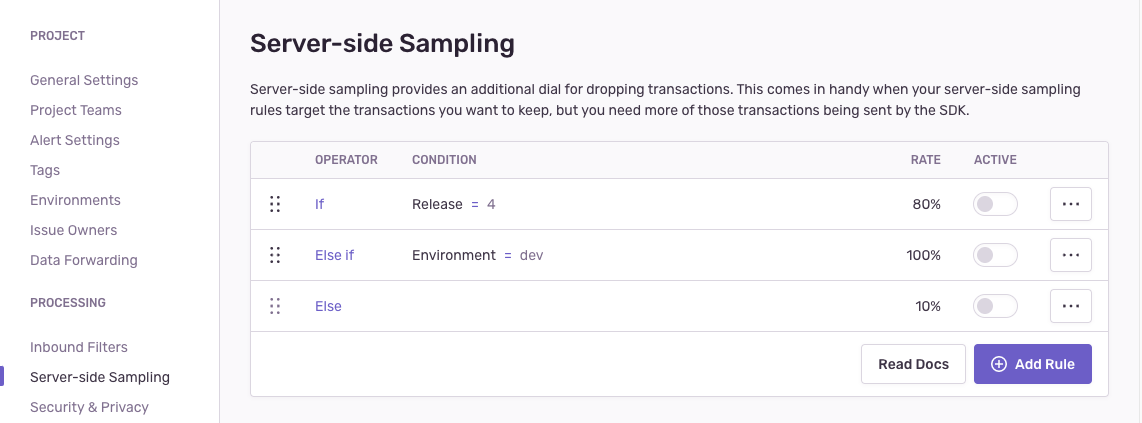 PROJECT
General Settings
Project Teams
Alert Settings
Tags
Environments
Issue Owners
Data Forwarding
PROCESSING
Inbound Filters
Server-side Sampling
Security & Privacy
Server-side Sampling
Server-side sampling provides an additional dial for dropping transactions. This comes in handy when your server-side sampling
rules target the transactions you want to keep, but you need more of those transactions being sent by the SDK.
OPERATOR CONDITION RATE ACTIVE
If Release = 4 80%
Else if Environment = dev 100%
Else 10%
Read Docs Add Rule